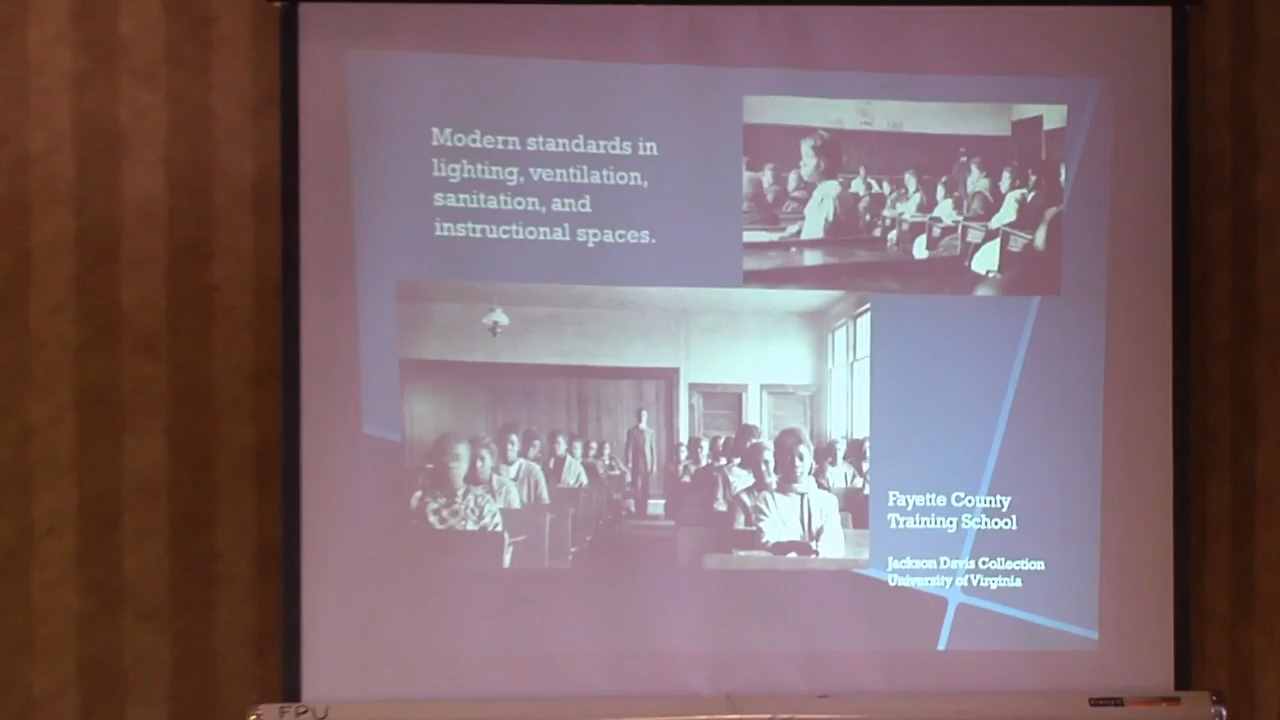 Modern standards in
lighting, ventilation,
sanitation, and
instructional spaces.
Fayette County
Training School
Jackson Davis Collection
University of Virginia
FPU